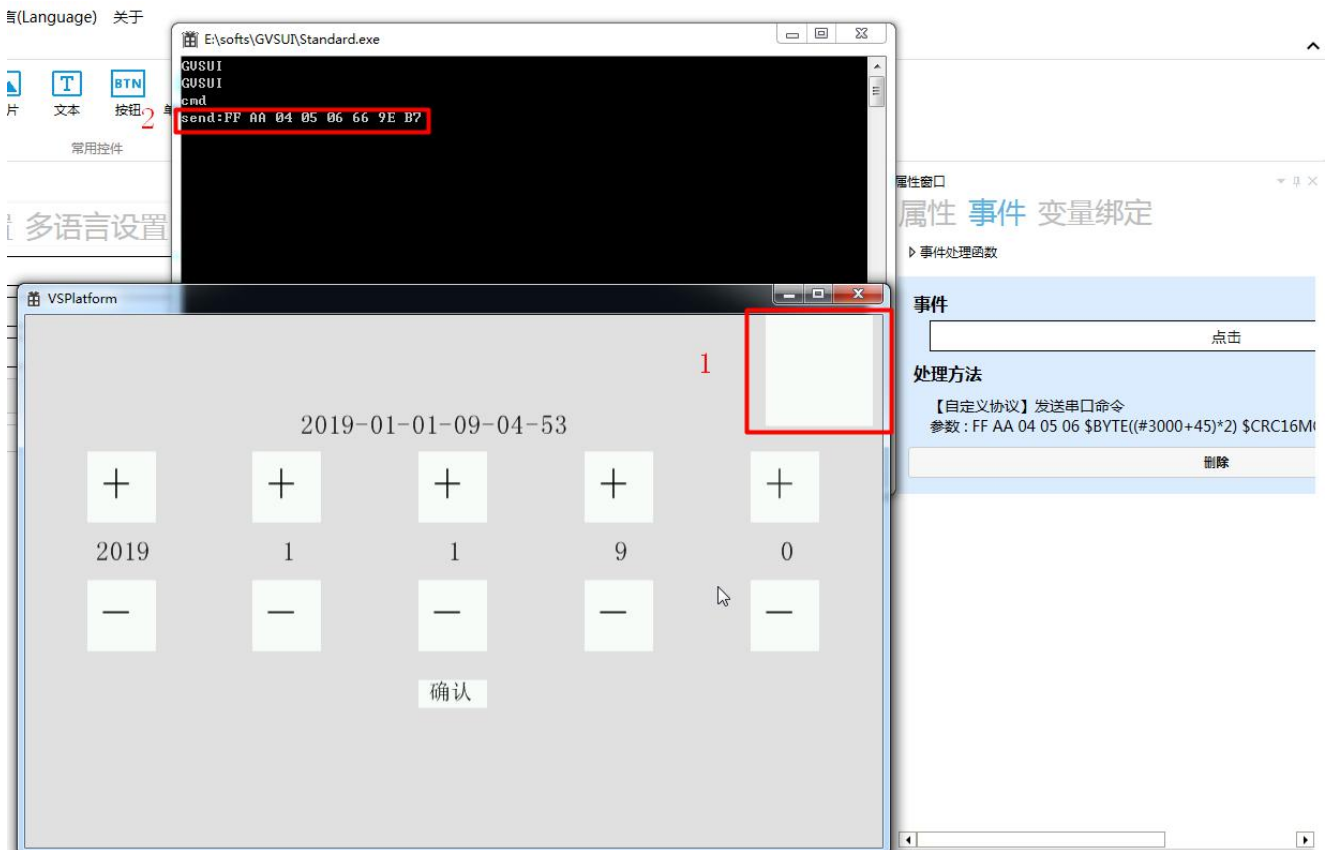 言(Language) 关于
E:\softs\GVSUI\Standard.exe
GVSUI
GVSUI
cmd
send:FF AA 04 05 06 66 9E B7
片 文本 BTN 按钮 2
T
常用控件
置 多语言设置
属性窗口
属性 事件 变量绑定
事件处理函数
事件
点击
处理方法
【自定义协议】发送串口命令
参数 : FF AA 04 05 06 $BYTE((#3000+45)*2) $CRC16M
删除
VSPlatform
1
2019-01-01-09-04-53
+ + + + +
2019 1 1 9 0
— — — — —
确认